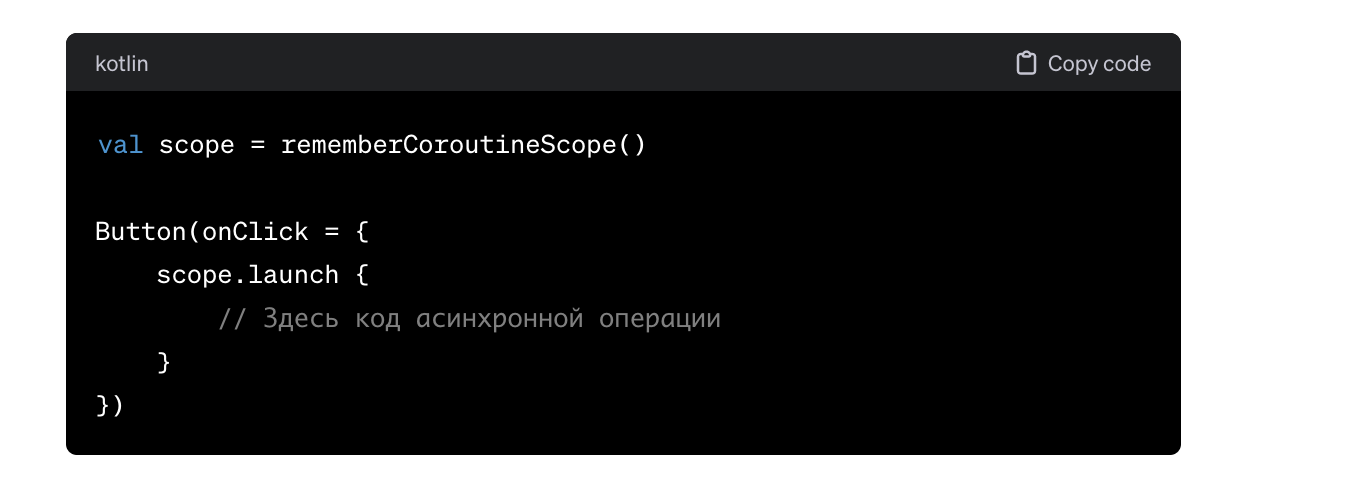 kotlin
Copy code
val scope = rememberCoroutineScope()
Button(onClick = {
    scope.launch {
        // Здесь код асинхронной операции
    }
})